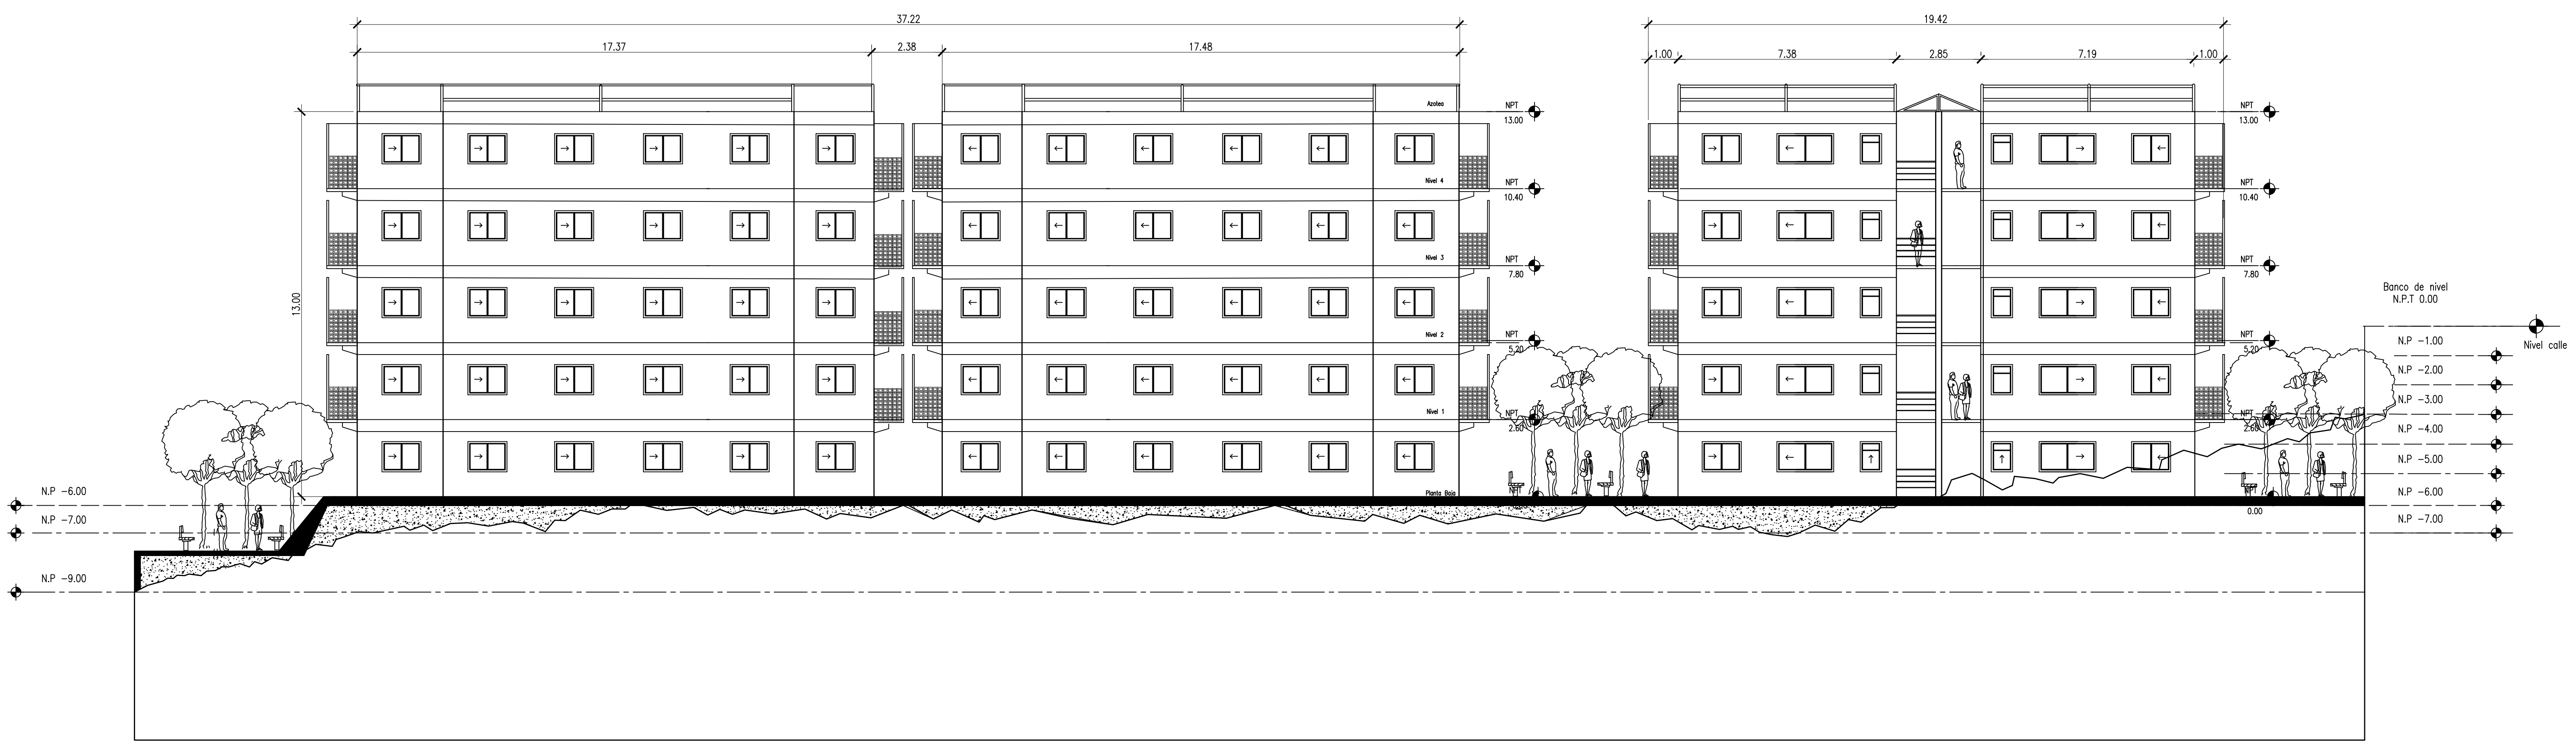 37.22
19.42
17.37
2.38
17.48
1.00
7.38
2.85
7.19
1.00
13.00
Azotea
NPT
13.00
NPT
13.00
Nivel 4
NPT
10.40
NPT
10.40
Nivel 3
NPT
7.80
NPT
7.80
Nivel 2
NPT
5.20
NPT
5.20
Nivel 1
NPT
2.60
NPT
2.60
Planta Baja
NPT
NPT
0.00
Banco de nivel
N.P.T 0.00
Nivel calle
N.P -1.00
N.P -2.00
N.P -3.00
N.P -4.00
N.P -5.00
N.P -6.00
N.P -7.00
N.P -6.00
N.P -7.00
N.P -9.00